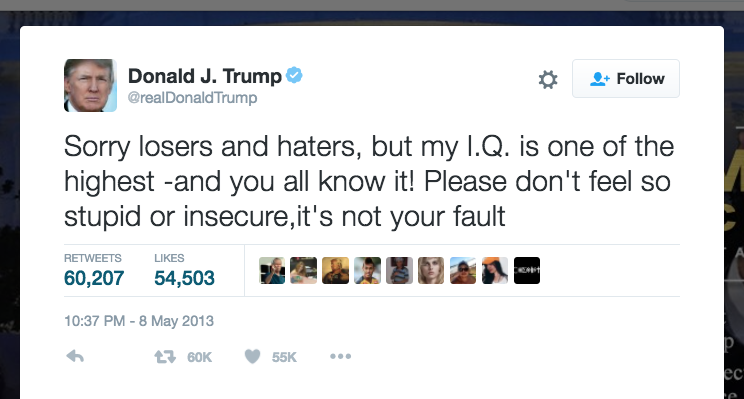 Donald J. Trump
@realDonaldTrump
Follow
Sorry losers and haters, but my I.Q. is one of the
highest -and you all know it! Please don't feel so
stupid or insecure,it's not your fault
RETWEETS LIKES
60,207 54,503
10:37 PM - 8 May 2013
60K 55K